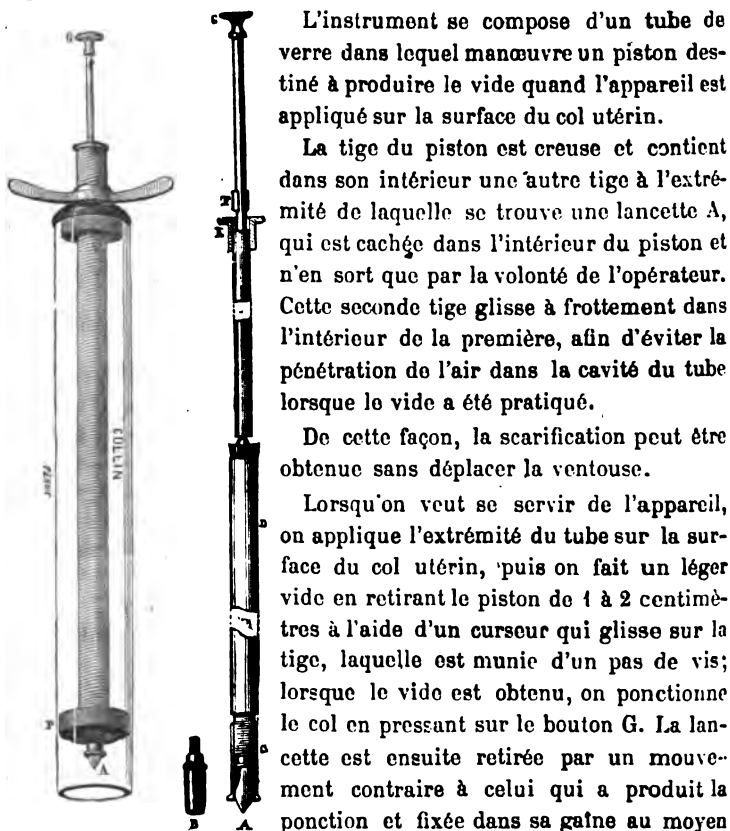 L'instrument se compose d'un tube de
verre dans lequel manœuvre un piston des-
tiné à produire le vide quand l'appareil est
appliqué sur la surface du col utérin.
La tige du piston est creuse et contient
dans son intérieur une autre tige à l'extré-
mité de laquelle se trouve une lancette A,
qui est cachée dans l'intérieur du piston et
n'en sort que par la volonté de l'opérateur.
Cette seconde tige glisse à frottement dans
l'intérieur de la première, afin d'éviter la
pénétration de l'air dans la cavité du tube
lorsque le vide a été pratiqué.
De cette façon, la scarification peut être
obtenue sans déplacer la ventouse.
Lorsqu'on veut se servir de l'appareil,
on applique l'extrémité du tube sur la sur-
face du col utérin, puis on fait un léger
vide en retirant le piston de 1 à 2 centimè-
tres à l'aide d'un curseur qui glisse sur la
tige, laquelle est munie d'un pas de vis;
lorsque le vide est obtenu, on ponctionne
le col en pressant sur le bouton G. La lan-
cette est ensuite retirée par un mouve-
ment contraire à celui qui a produit la
ponction et fixée dans sa gaîne au moyen
G
COLLIN
P
A
D
B
A